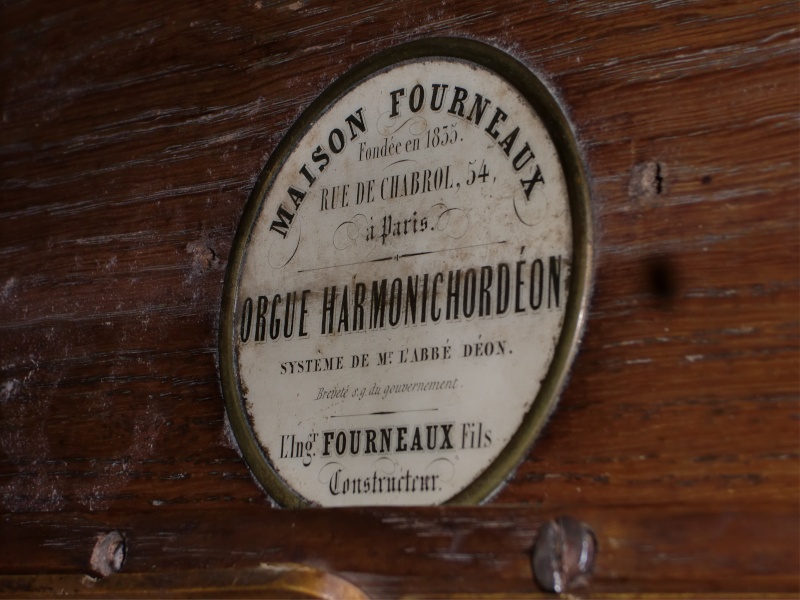 MAISON FOURNEAUX
Fondée en 1835.
RUE DE CHABROL, 54,
à Paris.
ORGUE HARMONICHORDÉON
SYSTÈME DE Mr. L'ABBÉ DÉON.
Breveté s.g.du gouvernement.
L'Ingr. FOURNEAUX Fils
Constructeur.